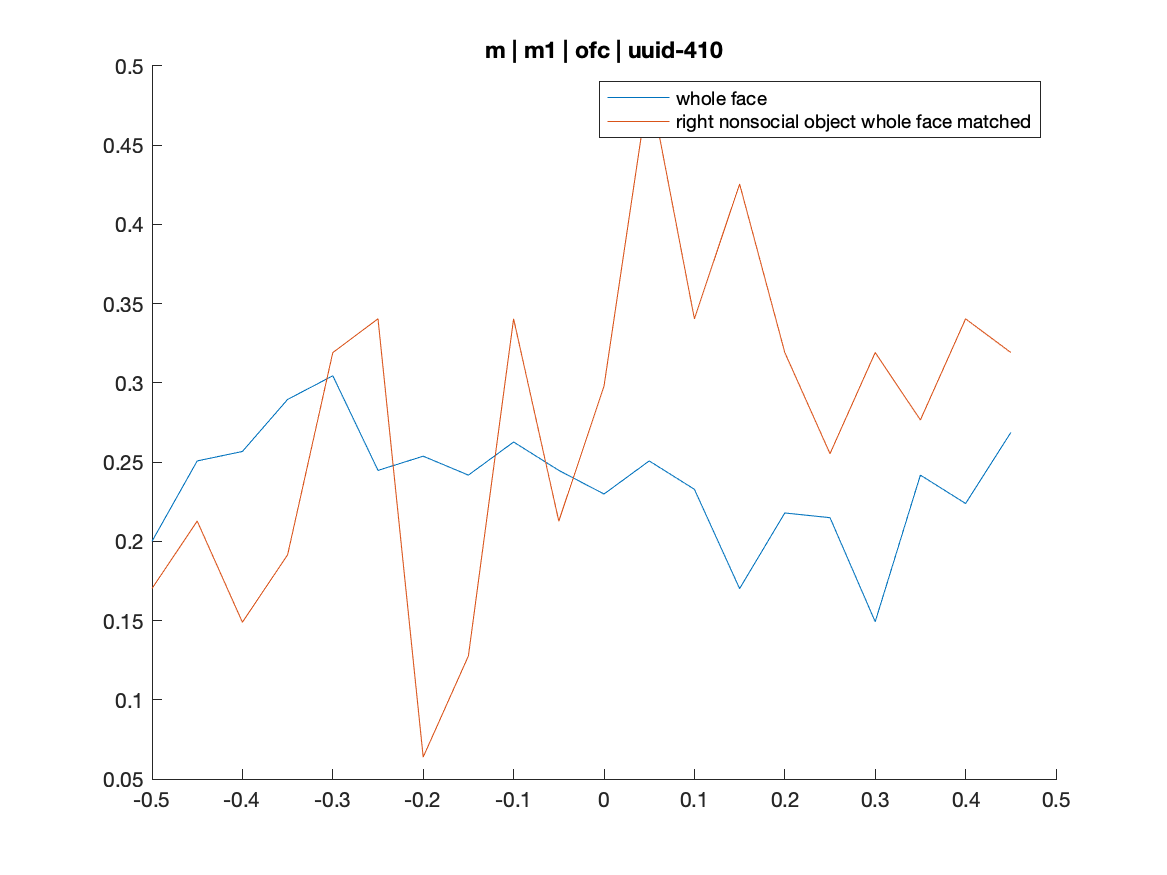 m | m1 | ofc | uuid-410
whole face
right nonsocial object whole face matched
0.5
0.45
0.4
0.35
0.3
0.25
0.2
0.15
0.1
0.05
-0.5 -0.4 -0.3 -0.2 -0.1 0 0.1 0.2 0.3 0.4 0.5